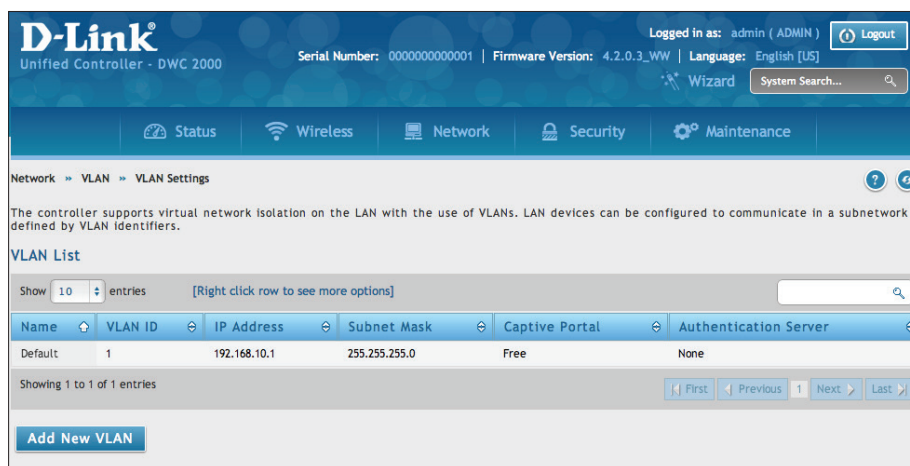 D-Link®
Unified Controller - DWC 2000
Logged in as: admin ( ADMIN )
Logout
Serial Number: 0000000000001 | Firmware Version: 4.2.0.3_WW | Language: English [US]
Wizard
System Search...
Status
Wireless
Network
Security
Maintenance
Network » VLAN » VLAN Settings
?
The controller supports virtual network isolation on the LAN with the use of VLANs. LAN devices can be configured to communicate in a subnetwork
defined by VLAN identifiers.
VLAN List
Show 10 entries [Right click row to see more options]
Name VLAN ID IP Address Subnet Mask Captive Portal Authentication Server
Default 1 192.168.10.1 255.255.255.0 Free None
Showing 1 to 1 of 1 entries
First Previous 1 Next Last
Add New VLAN